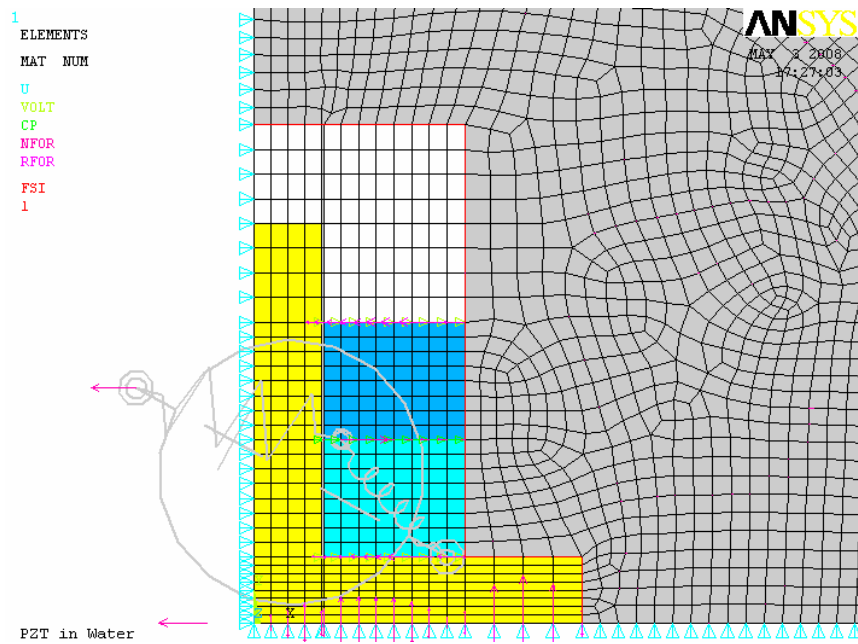 1
ELEMENTS
MAT NUM
U
VOLT
CP
NFOR
RFOR
FSI
1
ANSYS
MAY 3 2008
17:27:03
Z X
PZT in Water